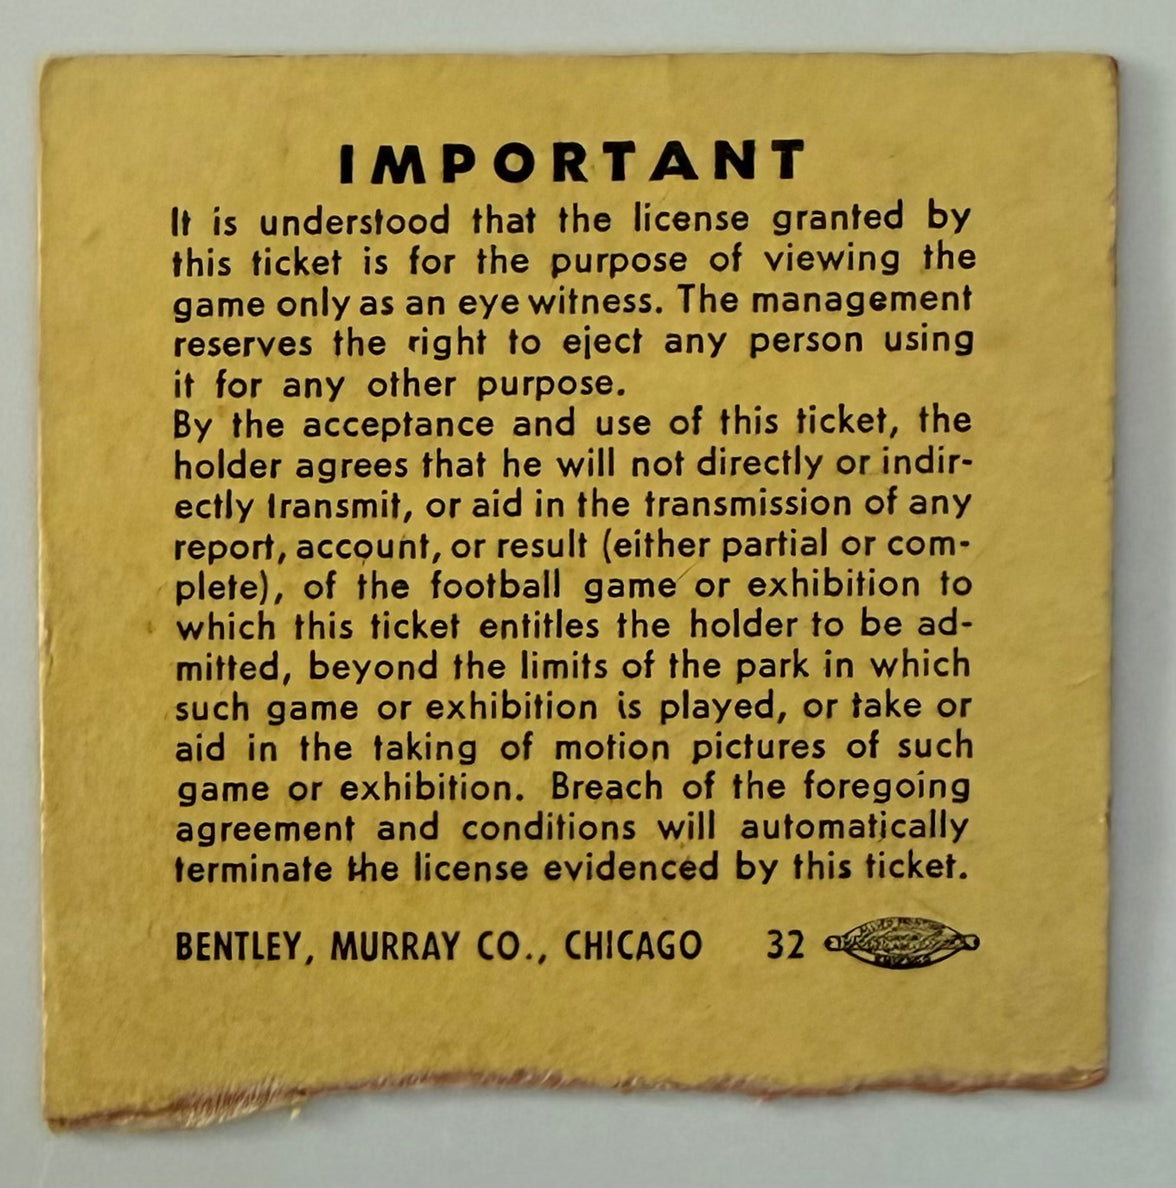 IMPORTANT
It is understood that the license granted by
this ticket is for the purpose of viewing the
game only as an eye witness. The management
reserves the right to eject any person using
it for any other purpose.
By the acceptance and use of this ticket, the
holder agrees that he will not directly or indir-
ectly transmit, or aid in the transmission of any
report, account, or result (either partial or com-
plete), of the football game or exhibition to
which this ticket entitles the holder to be ad-
mitted, beyond the limits of the park in which
such game or exhibition is played, or take or
aid in the taking of motion pictures of such
game or exhibition. Breach of the foregoing
agreement and conditions will automatically
terminate the license evidenced by this ticket.
BENTLEY, MURRAY CO., CHICAGO 32